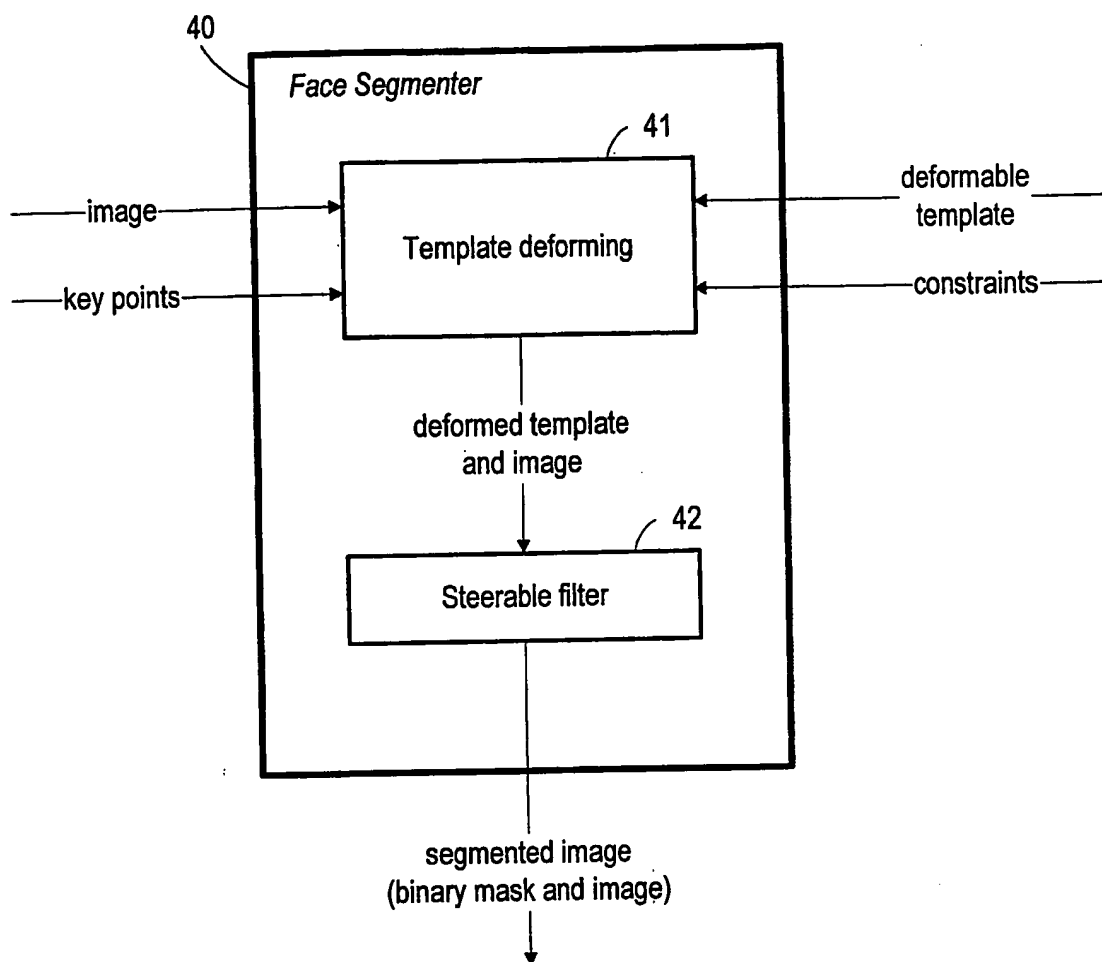 40
Face Segmenter
41
image
key points
Template deforming
deformable
template
constraints
deformed template
and image
42
Steerable filter
segmented image
(binary mask and image)